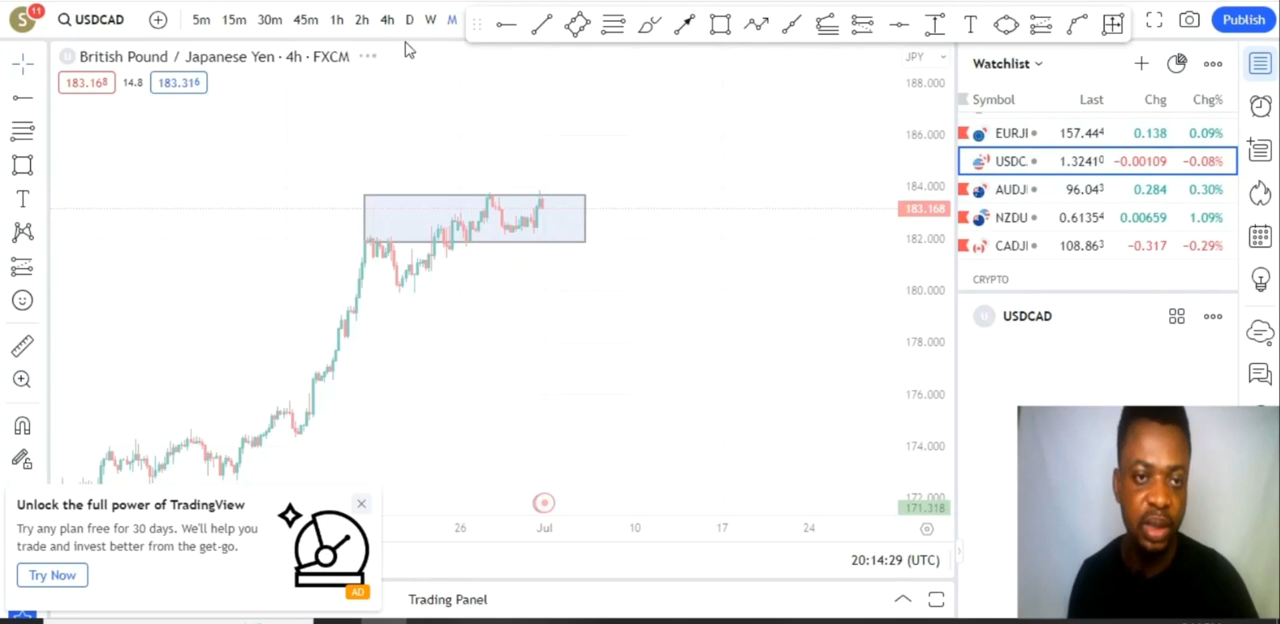 S 11 USDCAD 5m 15m 30m 45m 1h 2h 4h D W M T Publish
U British Pound / Japanese Yen · 4h · FXCM
183.168 14.8 183.316
JPY
188.000
186.000
184.000
183.168
182.000
180.000
178.000
176.000
174.000
172.000
171.318
26 Jul 10 17 24
20:14:29 (UTC)
Trading Panel
Unlock the full power of TradingView
Try any plan free for 30 days. We'll help you
trade and invest better from the get-go.
Try Now
AD
Watchlist
Symbol Last Chg Chg%
EURJI 157.444 0.138 0.09%
USDC. 1.32410 -0.00109 -0.08%
AUDJI 96.043 0.284 0.30%
NZDU 0.61354 0.00659 1.09%
CADJI 108.863 -0.317 -0.29%
CRYPTO
U USDCAD
T